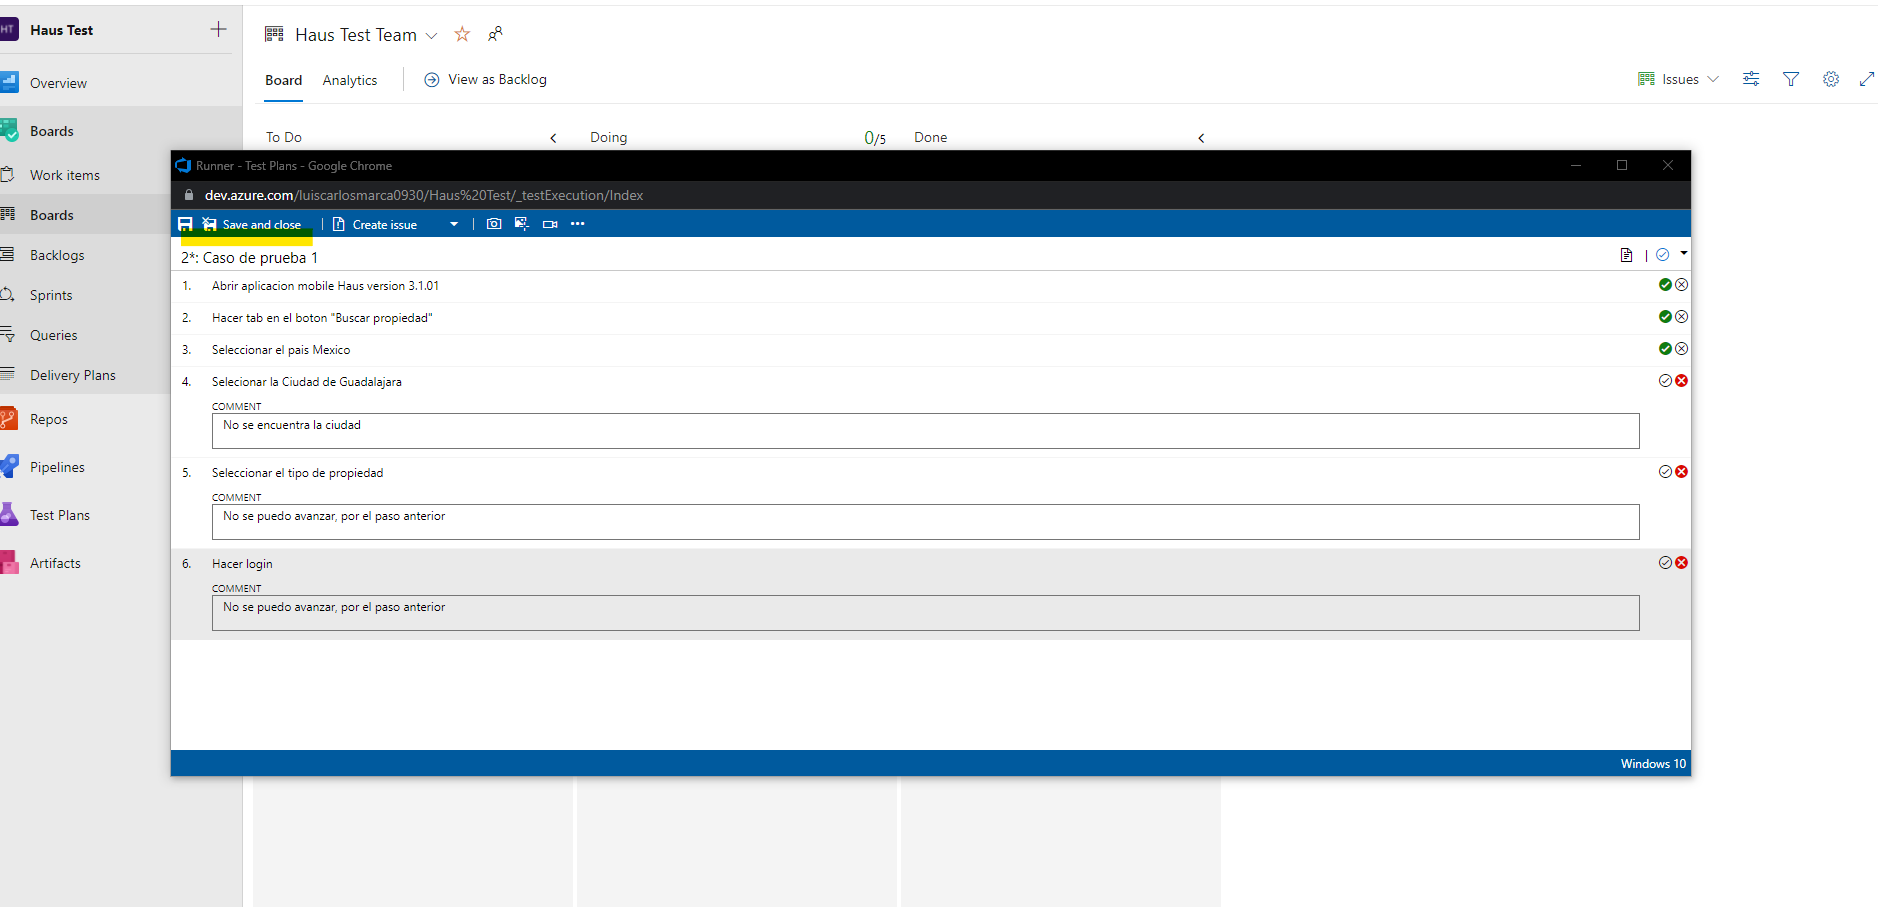 HT Haus Test
Overview
Boards
Work items
Boards
Backlogs
Sprints
Queries
Delivery Plans
Repos
Pipelines
Test Plans
Artifacts
Haus Test Team
Board Analytics View as Backlog Issues
To Do Doing 0/5 Done
Runner - Test Plans - Google Chrome
dev.azure.com/luiscarlosmarca0930/Haus%20Test/_testExecution/Index
Save and close | Create issue |
2*: Caso de prueba 1
1. Abrir aplicacion mobile Haus version 3.1.01
2. Hacer tab en el boton "Buscar propiedad"
3. Seleccionar el pais Mexico
4. Selecionar la Ciudad de Guadalajara
COMMENT
No se encuentra la ciudad
5. Seleccionar el tipo de propiedad
COMMENT
No se puedo avanzar, por el paso anterior
6. Hacer login
COMMENT
No se puedo avanzar, por el paso anterior
Windows 10